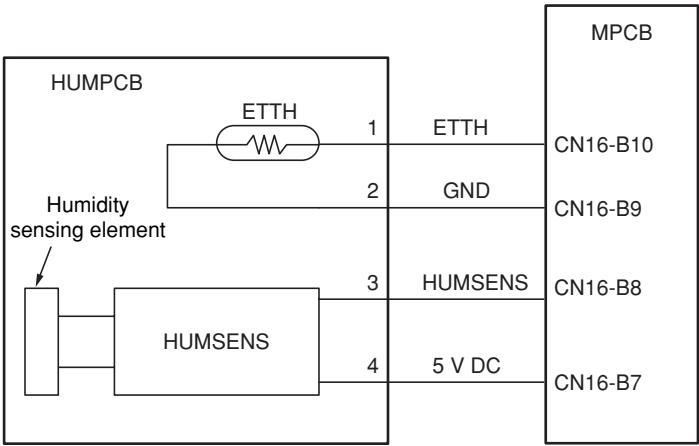 MPCB
HUMPCB
ETTH
1 ETTH CN16-B10
2 GND CN16-B9
Humidity
sensing element
3 HUMSENS CN16-B8
HUMSENS
4 5 V DC CN16-B7